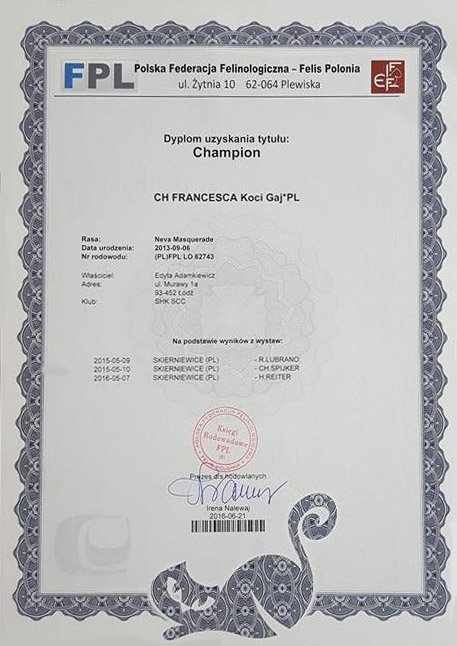 FPL
Polska Federacja Felinologiczna – Felis Polonia
ul. Żytnia 10 62-064 Plewiska
Dyplom uzyskania tytułu:
Champion
CH FRANCESCA Koci Gaj*PL
Rasa: Neva Masquerade
Data urodzenia: 2013-09-06
Nr rodowodu: (PL)FPL LO 62743
Właściciel: Edyta Adamkiewicz
Adres: ul. Murawy 1a
93-452 Łódź
Klub: SHK SCC
Na podstawie wyników z wystaw:
2015-05-09 SKIERNIEWICE (PL) - R.LUBRANO
2015-05-10 SKIERNIEWICE (PL) - CH.SPIJKER
2016-05-07 SKIERNIEWICE (PL) - H.REITER
Księgi
Rodowodowe
FPL
Prezes d/s hodowlanych
Irena Nalewaj
2016-06-21